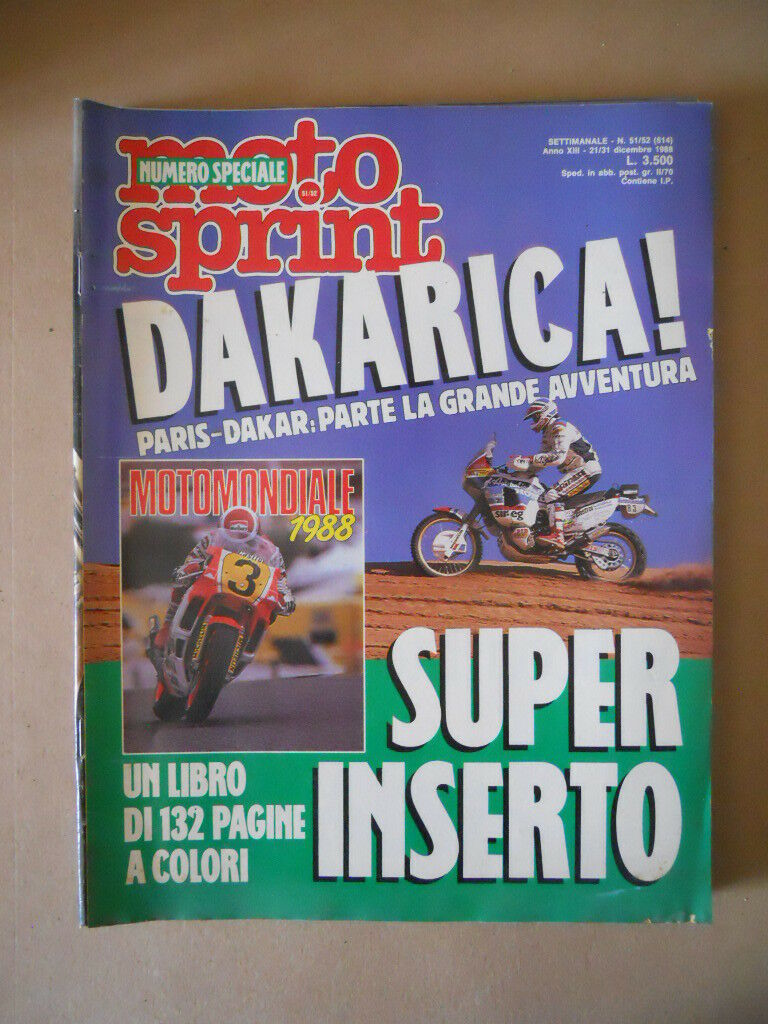 moto
NUMERO SPECIALE
51/52
sprint
SETTIMANALE - N. 51/52 (614)
Anno XIII - 21/31 dicembre 1988
L. 3.500
Sped. in abb. post. gr. II/70
Contiene I.P.
DAKARICA!
PARIS-DAKAR: PARTE LA GRANDE AVVENTURA
MOTOMONDIALE
1988
3
83
SUPER
INSERTO
UN LIBRO
DI 132 PAGINE
A COLORI